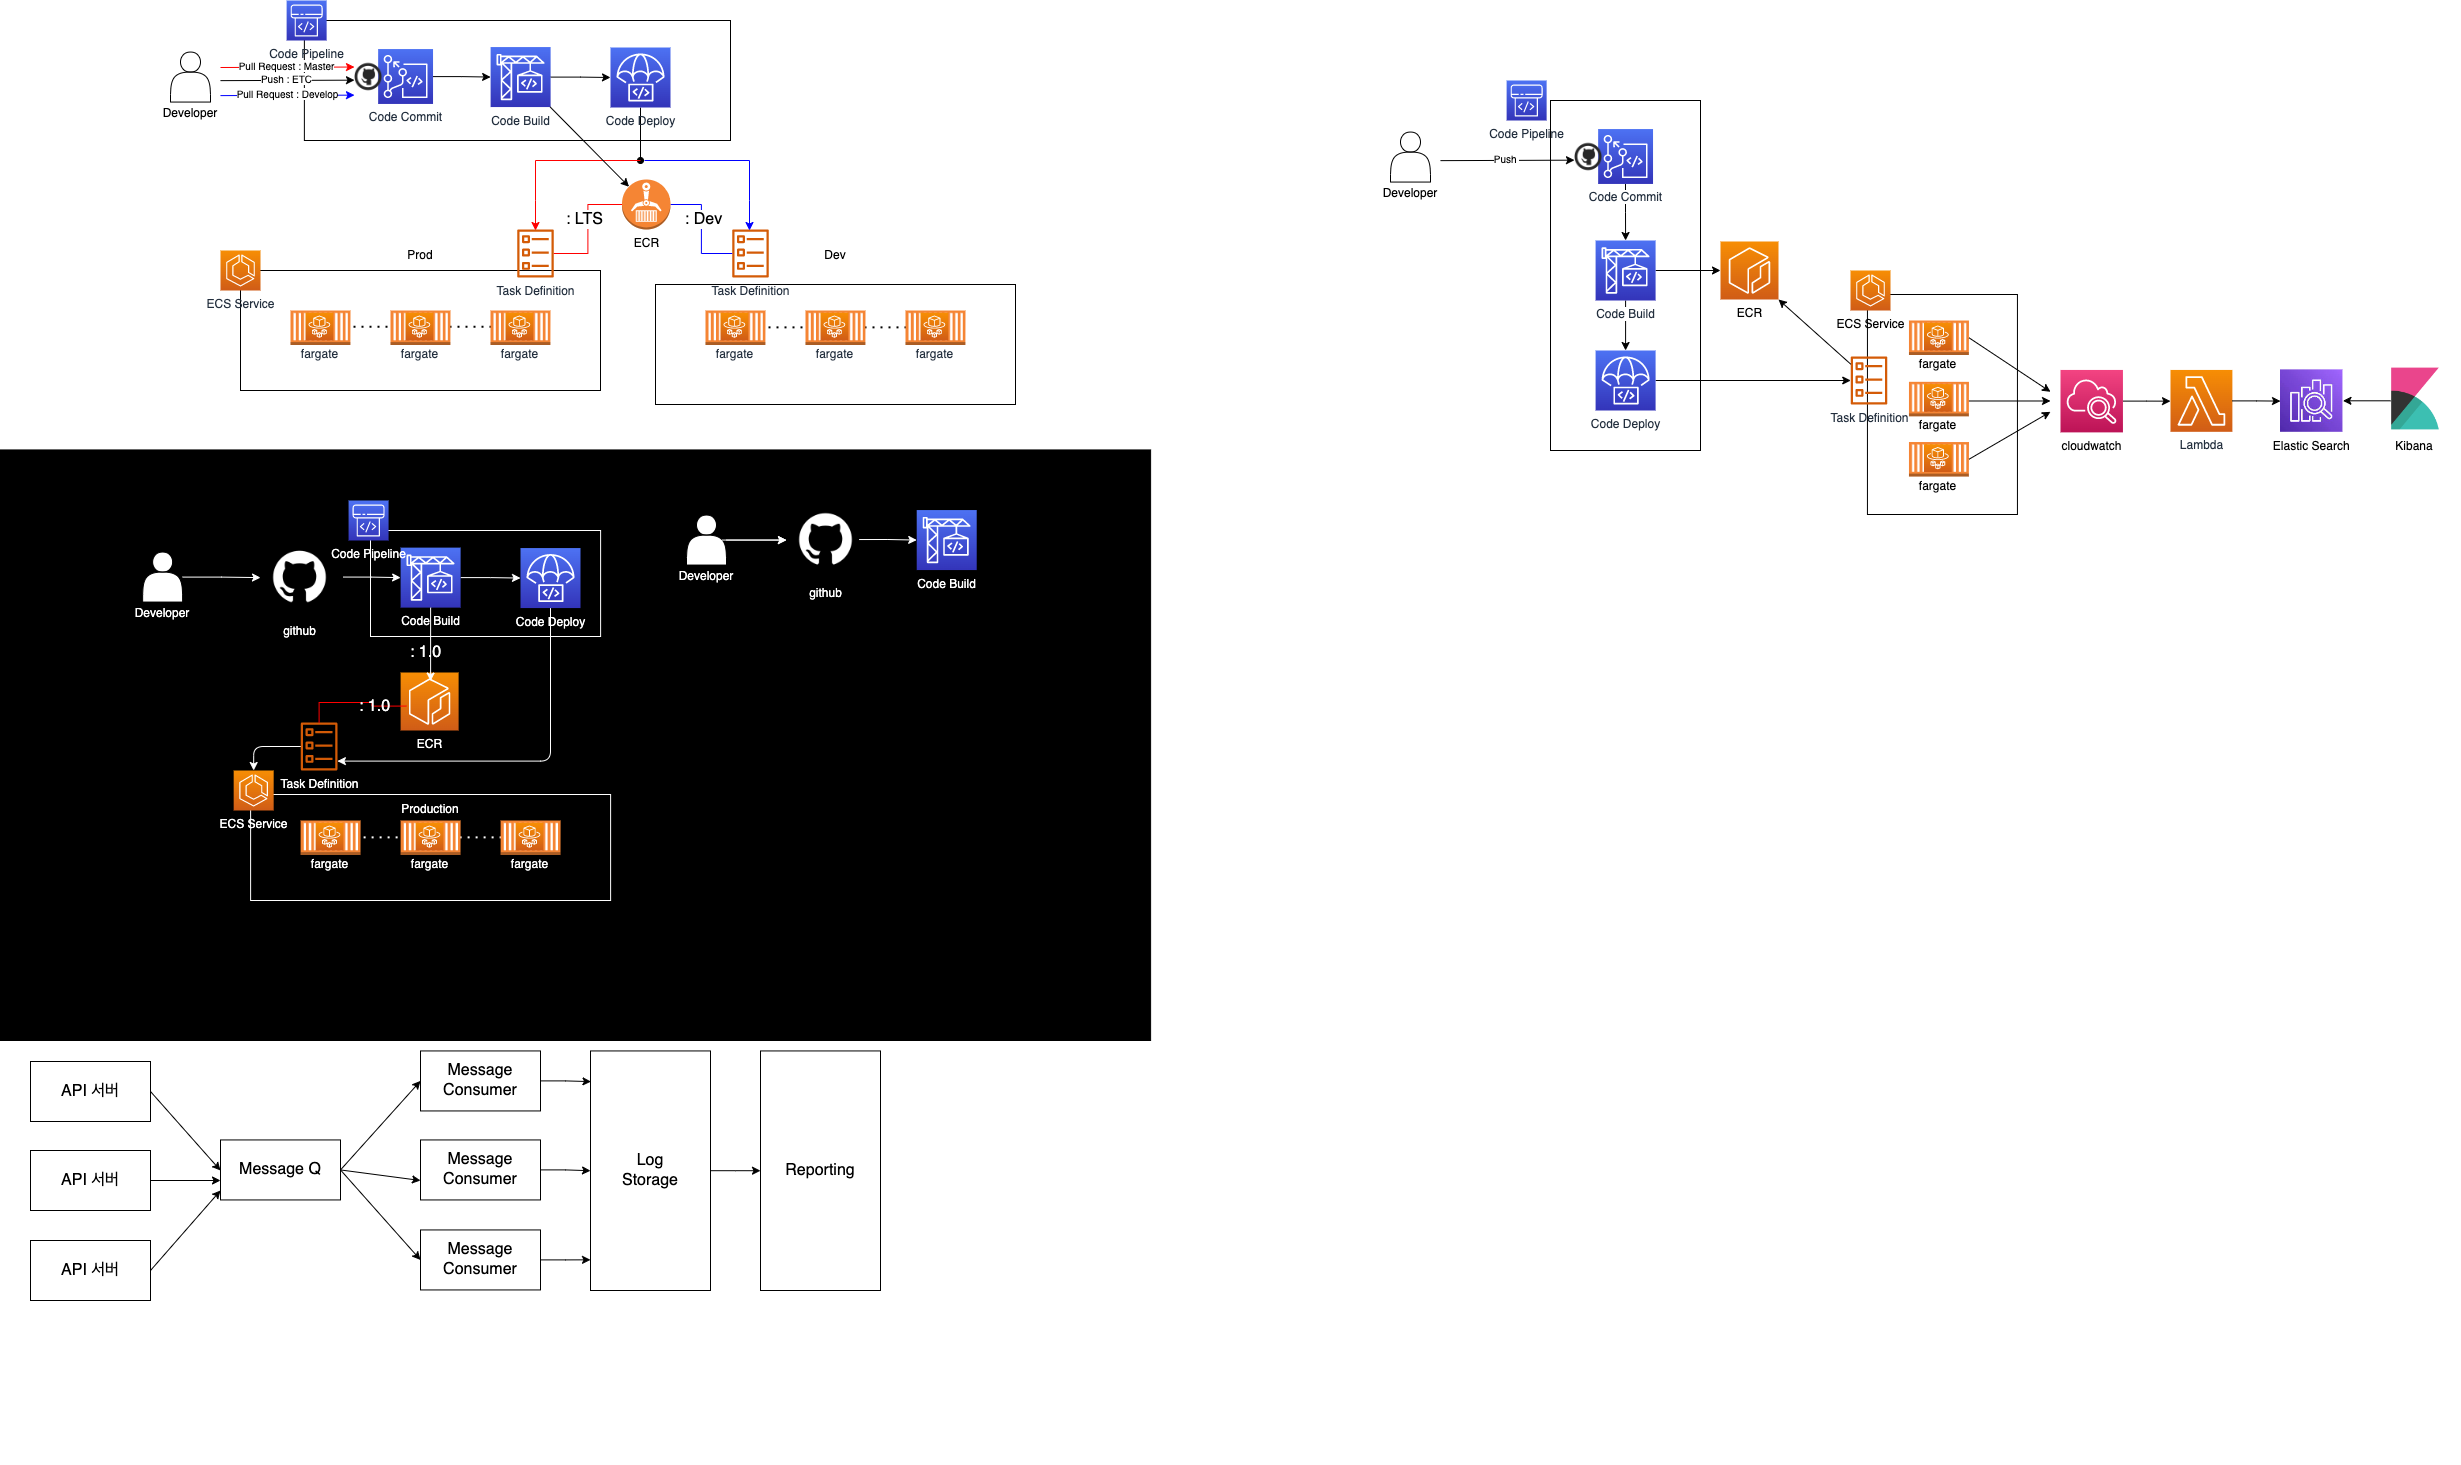 Code Pipeline
Pull Request : Master
Push : ETC
Pull Request : Develop
Developer
Code Commit
Code Build
Code Deploy
: LTS
: Dev
ECR
Prod
Dev
ECS Service
Task Definition
Task Definition
fargate
fargate
fargate
fargate
fargate
fargate
Code Pipeline
Push
Developer
Code Commit
Code Build
ECR
Code Deploy
ECS Service
Task Definition
fargate
fargate
fargate
cloudwatch
Lambda
Elastic Search
Kibana
Code Pipeline
Developer
github
Code Build
Code Deploy
: 1.0
: 1.0
ECR
Task Definition
ECS Service
Production
fargate
fargate
fargate
Developer
github
Code Build
API 서버
API 서버
API 서버
Message Q
Message
Consumer
Message
Consumer
Message
Consumer
Log
Storage
Reporting